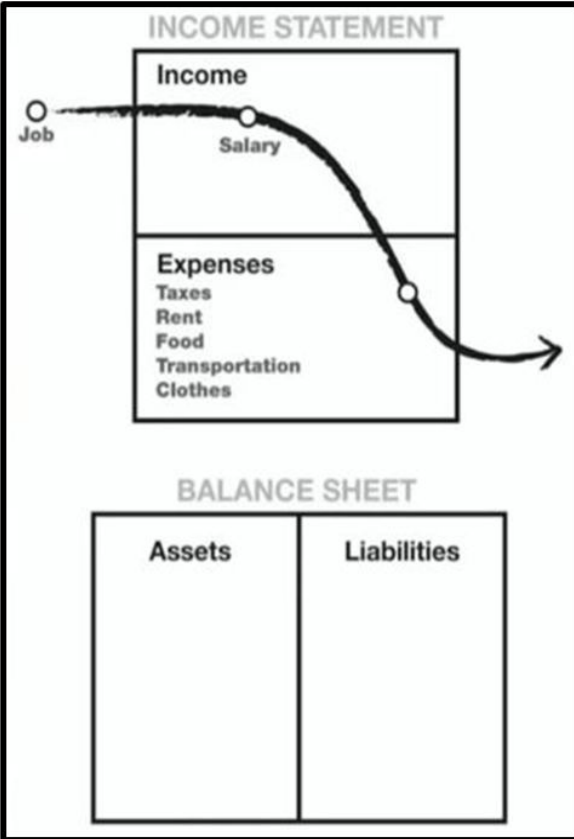 INCOME STATEMENT
Income
Job
Salary
Expenses
Taxes
Rent
Food
Transportation
Clothes
BALANCE SHEET
Assets
Liabilities